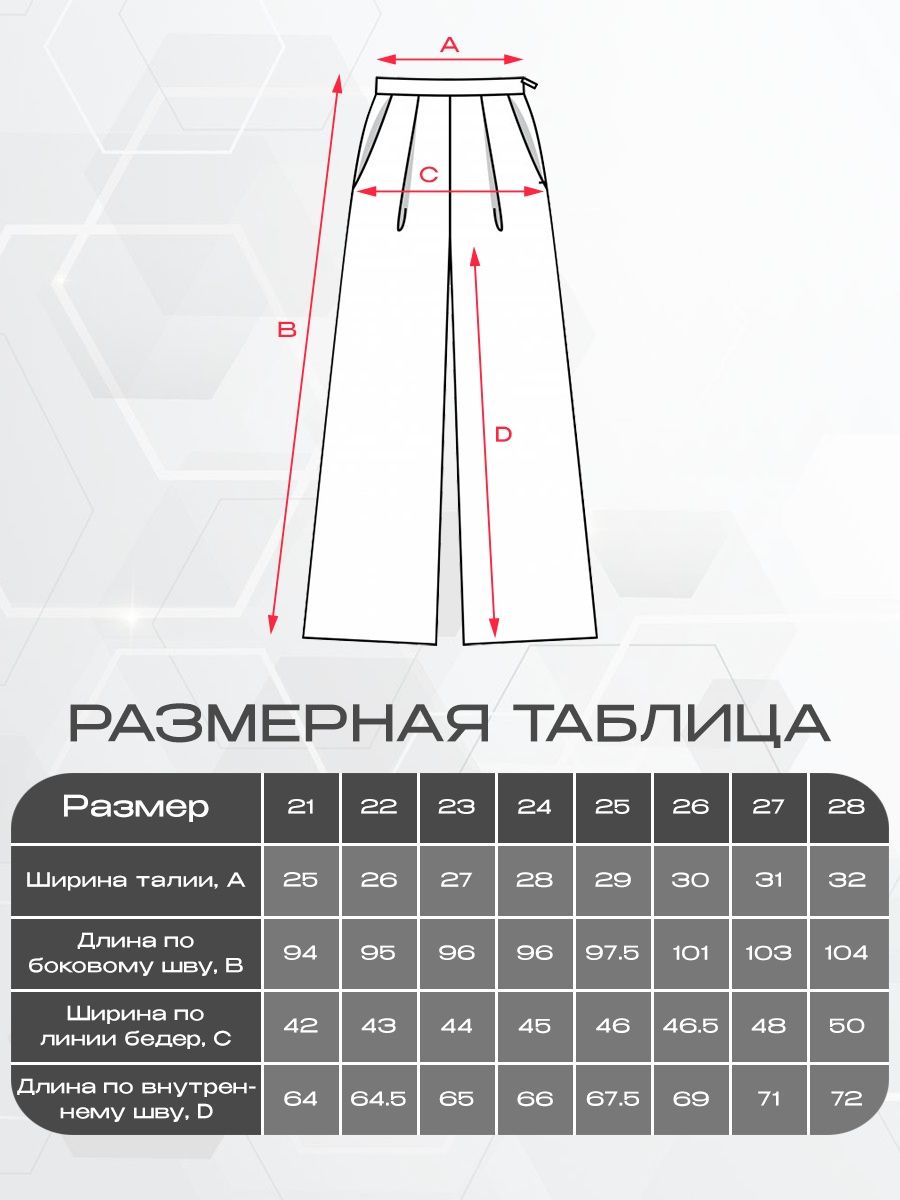 A
C
B
D
РАЗМЕРНАЯ ТАБЛИЦА
Размер 21 22 23 24 25 26 27 28
Ширина талии, A 25 26 27 28 29 30 31 32
Длина по
боковому шву, B 94 95 96 96 97.5 101 103 104
Ширина по
линии бедер, C 42 43 44 45 46 46.5 48 50
Длина по внутрен-
нему шву, D 64 64.5 65 66 67.5 69 71 72